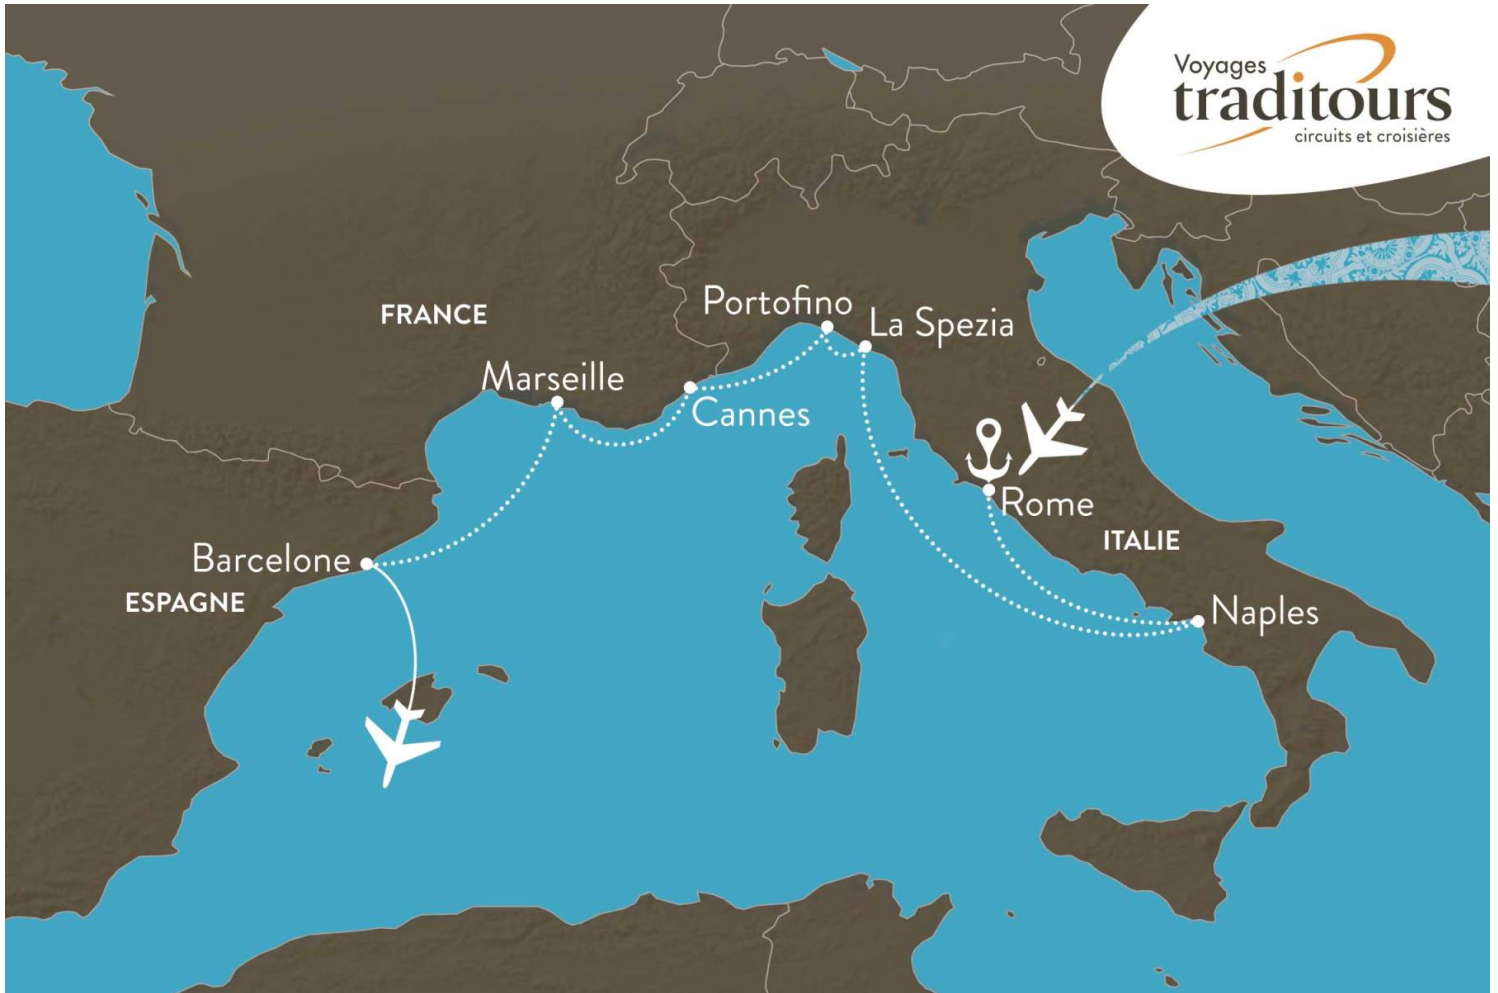 Voyages
traditours
circuits et croisières
Portofino
FRANCE
La Spezia
Marseille
Cannes
Rome
ITALIE
Barcelone
ESPAGNE
Naples